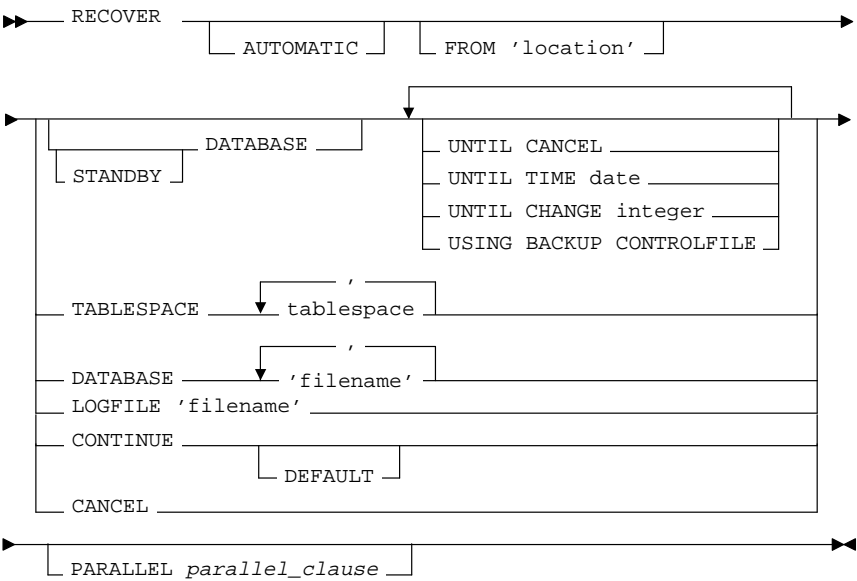 RECOVER
AUTOMATIC FROM ’location’
DATABASE
STANDBY
UNTIL CANCEL
UNTIL TIME date
UNTIL CHANGE integer
USING BACKUP CONTROLFILE
,
TABLESPACE tablespace
,
DATABASE ’filename’
LOGFILE ’filename’
CONTINUE
DEFAULT
CANCEL
PARALLEL parallel_clause